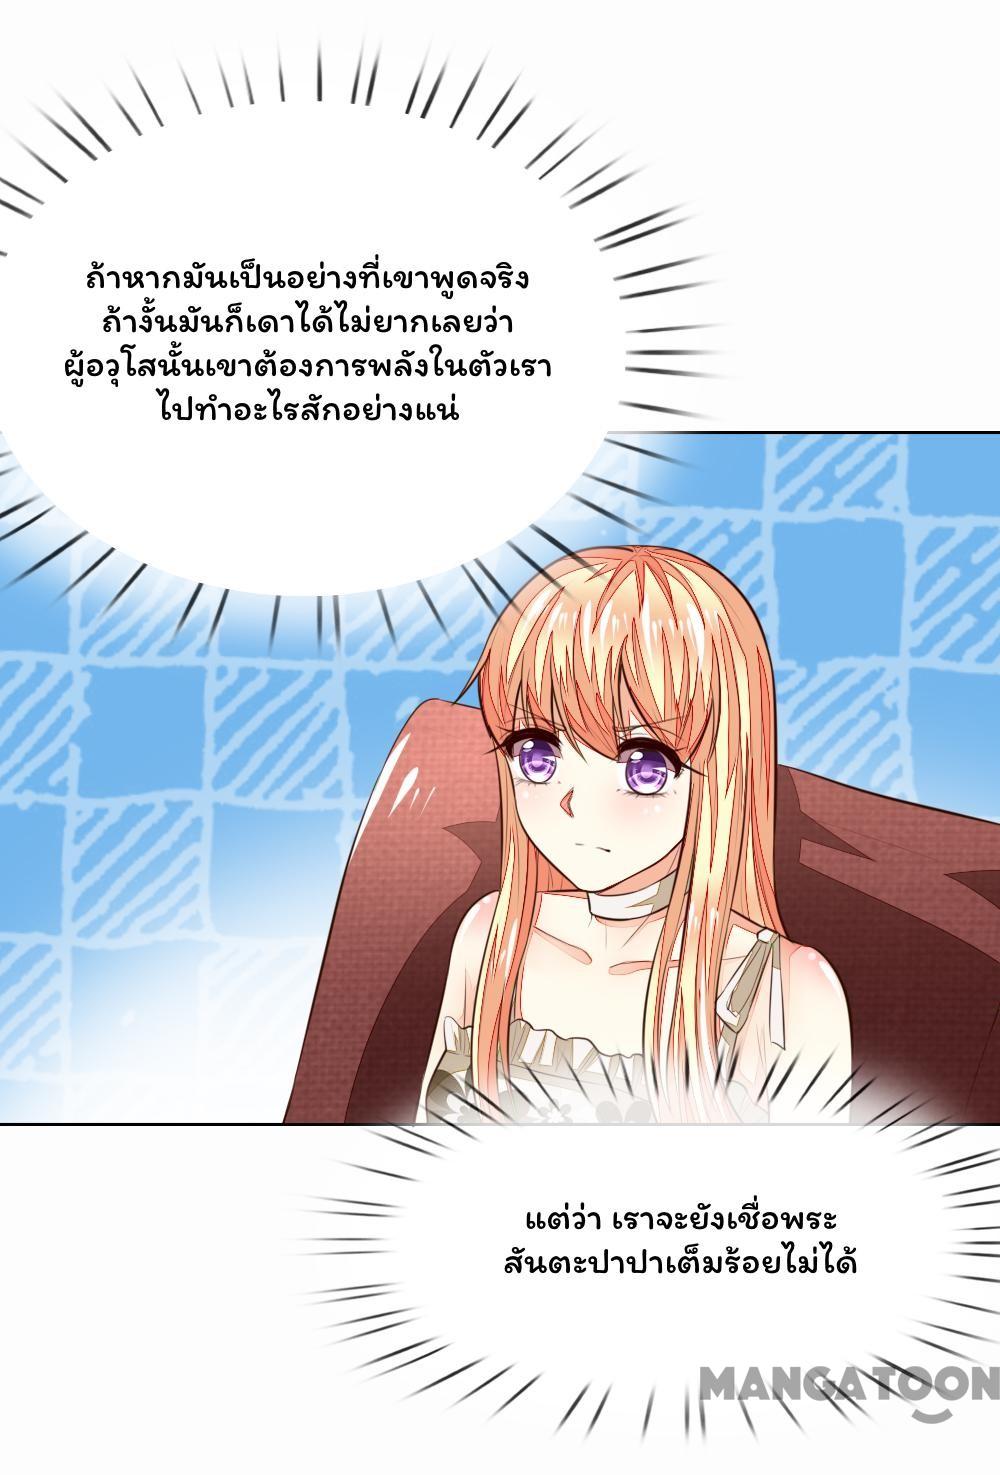 ถ้าหากมันเป็นอย่างที่เขาพูดจริง
ถ้างั้นมันก็เดาได้ไม่ยากเลยว่า
ผู้อวุโสนั้นเขาต้องการพลังในตัวเรา
ไปทำอะไรสักอย่างแน่
แต่ว่า เราจะยังเชื่อพระ
สันตะปาปาเต็มร้อยไม่ได้
MANGATOON